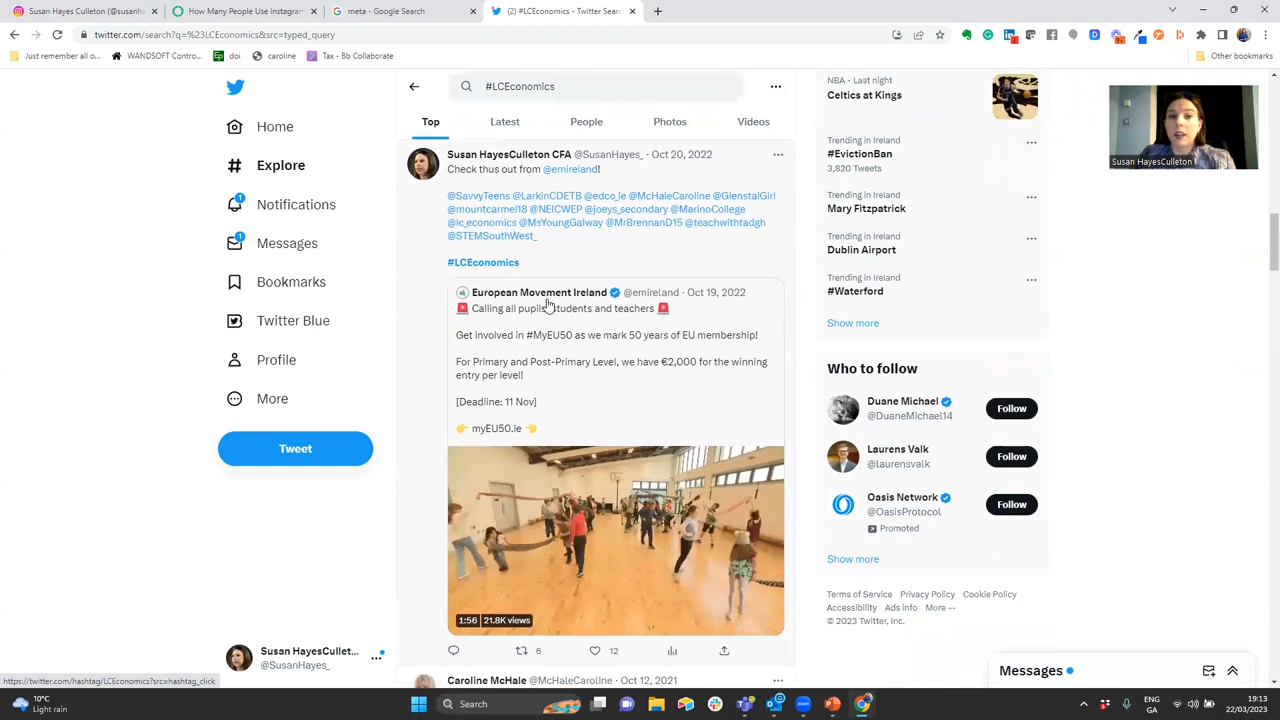 Susan Hayes Culleton (@susanh
How Many People Use Instagram
meta - Google Search
(2) #LCEconomics - Twitter Sear
twitter.com/search?q=%23LCEconomics&src=typed_query
Just remember all o...
WANDSOFT Contro...
doi
caroline
Tax - Bb Collaborate
Other bookmarks
Home
Explore
Notifications
1
Messages
1
Bookmarks
Twitter Blue
Profile
More
Tweet
Susan HayesCullet...
@SusanHayes_
#LCEconomics
Top
Latest
People
Photos
Videos
Susan HayesCulleton CFA @SusanHayes_ · Oct 20, 2022
Check thus out from @emireland!
@SavvyTeens @LarkinCDETB @edco_ie @McHaleCaroline @GlenstalGirl
@mountcarmel18 @NEICWEP @joeys_secondary @MarinoCollege
@lc_economics @MsYoungGalway @MrBrennanD15 @teachwithtadgh
@STEMSouthWest_
#LCEconomics
European Movement Ireland @emireland · Oct 19, 2022
🚨 Calling all pupils, students and teachers 🚨
Get involved in #MyEU50 as we mark 50 years of EU membership!
For Primary and Post-Primary Level, we have €2,000 for the winning
entry per level!
[Deadline: 11 Nov]
👉 myEU50.ie 👈
1:56 21.8K views
6
12
Caroline McHale @McHaleCaroline · Oct 12, 2021
NBA · Last night
Celtics at Kings
Trending in Ireland
#EvictionBan
3,820 Tweets
Trending in Ireland
Mary Fitzpatrick
Trending in Ireland
Dublin Airport
Trending in Ireland
#Waterford
Show more
Who to follow
Duane Michael
@DuaneMichael14
Follow
Laurens Valk
@laurensvalk
Follow
Oasis Network
@OasisProtocol
Follow
Promoted
Show more
Terms of Service Privacy Policy Cookie Policy
Accessibility Ads info More ···
© 2023 Twitter, Inc.
Susan HayesCulleton
Messages
https://twitter.com/hashtag/LCEconomics?src=hashtag_click
10°C
Light rain
Search
ENG
GA
19:13
22/03/2023